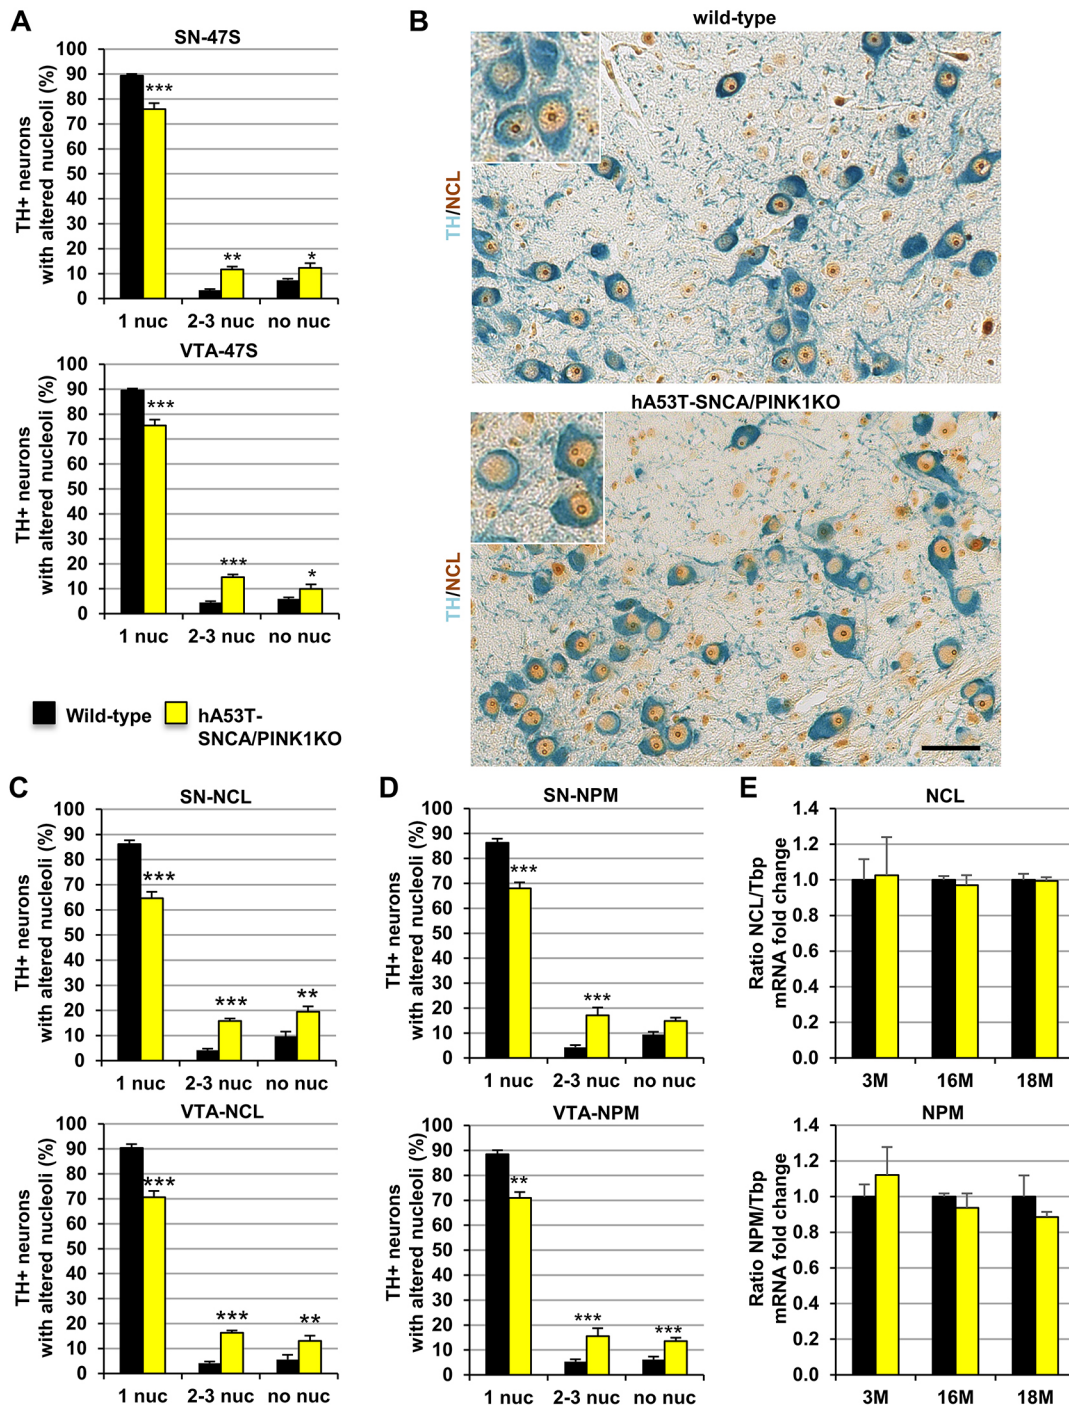 A
SN-47S
TH+ neurons
with altered nucleoli (%)
100
90
80
70
60
50
40
30
20
10
0
***
**
*
1 nuc 2-3 nuc no nuc
VTA-47S
TH+ neurons
with altered nucleoli (%)
100
90
80
70
60
50
40
30
20
10
0
***
***
*
1 nuc 2-3 nuc no nuc
Wild-type
hA53T-
SNCA/PINK1KO
B
wild-type
TH/NCL
hA53T-SNCA/PINK1KO
TH/NCL
C
SN-NCL
TH+ neurons
with altered nucleoli (%)
100
90
80
70
60
50
40
30
20
10
0
***
***
**
1 nuc 2-3 nuc no nuc
VTA-NCL
TH+ neurons
with altered nucleoli (%)
100
90
80
70
60
50
40
30
20
10
0
***
***
**
1 nuc 2-3 nuc no nuc
D
SN-NPM
TH+ neurons
with altered nucleoli (%)
100
90
80
70
60
50
40
30
20
10
0
***
***
1 nuc 2-3 nuc no nuc
VTA-NPM
TH+ neurons
with altered nucleoli (%)
100
90
80
70
60
50
40
30
20
10
0
**
***
***
1 nuc 2-3 nuc no nuc
E
NCL
Ratio NCL/Tbp
mRNA fold change
1.4
1.2
1.0
0.8
0.6
0.4
0.2
0.0
3M 16M 18M
NPM
Ratio NPM/Tbp
mRNA fold change
1.4
1.2
1.0
0.8
0.6
0.4
0.2
0.0
3M 16M 18M